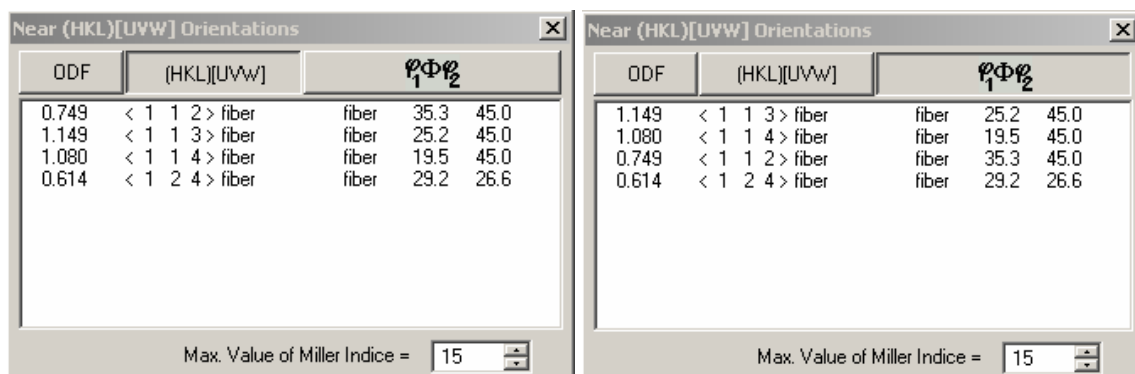 Near (HKL)[UVW] Orientations
ODF (HKL)[UVW] φ1Φφ2
0.749 < 1 1 2 > fiber fiber 35.3 45.0
1.149 < 1 1 3 > fiber fiber 25.2 45.0
1.080 < 1 1 4 > fiber fiber 19.5 45.0
0.614 < 1 2 4 > fiber fiber 29.2 26.6
Max. Value of Miller Indice = 15
Near (HKL)[UVW] Orientations
ODF (HKL)[UVW] φ1Φφ2
1.149 < 1 1 3 > fiber fiber 25.2 45.0
1.080 < 1 1 4 > fiber fiber 19.5 45.0
0.749 < 1 1 2 > fiber fiber 35.3 45.0
0.614 < 1 2 4 > fiber fiber 29.2 26.6
Max. Value of Miller Indice = 15